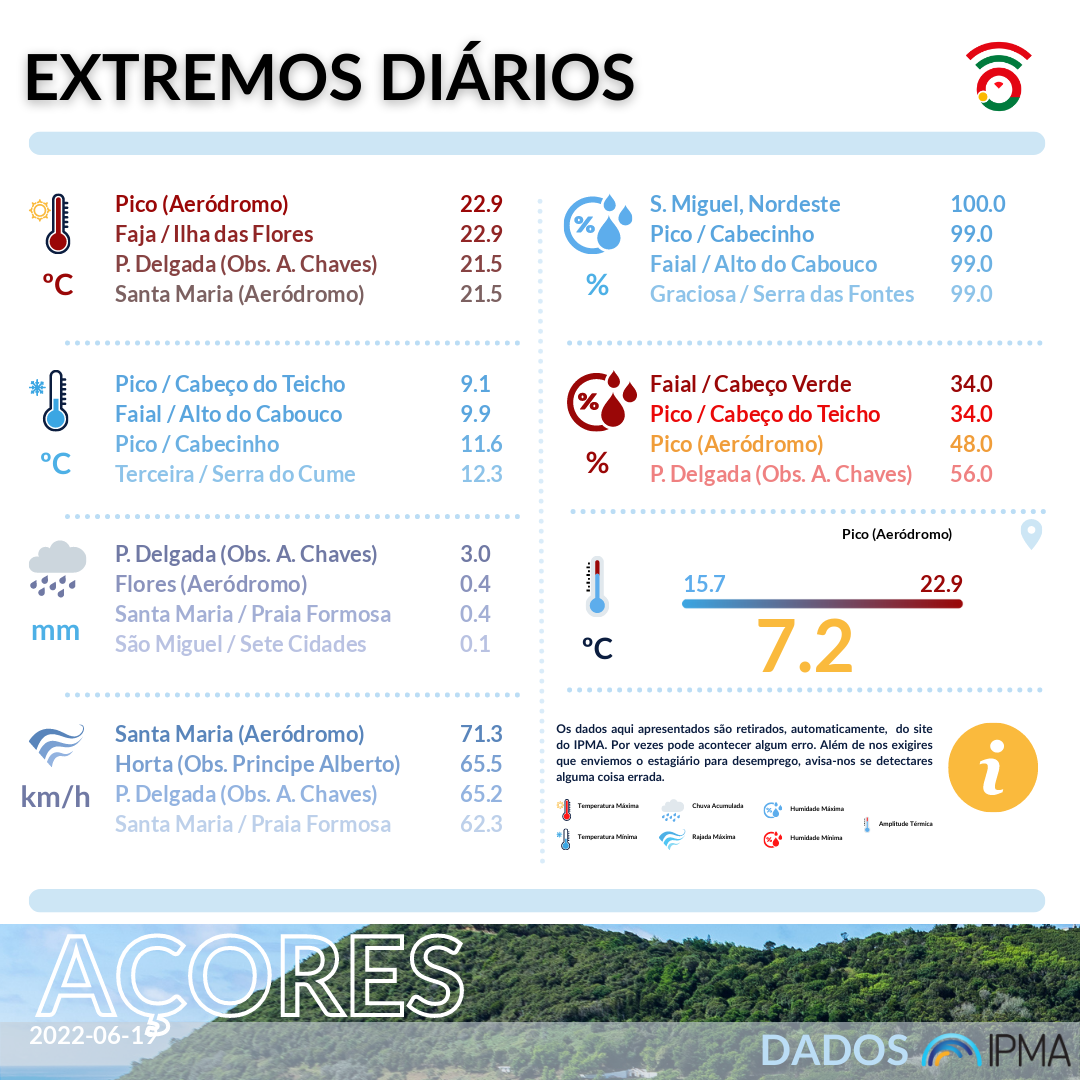 EXTREMOS DIÁRIOS
ºC
Pico (Aeródromo) 22.9
Faja / Ilha das Flores 22.9
P. Delgada (Obs. A. Chaves) 21.5
Santa Maria (Aeródromo) 21.5
%
S. Miguel, Nordeste 100.0
Pico / Cabecinho 99.0
Faial / Alto do Cabouco 99.0
Graciosa / Serra das Fontes 99.0
ºC
Pico / Cabeço do Teicho 9.1
Faial / Alto do Cabouco 9.9
Pico / Cabecinho 11.6
Terceira / Serra do Cume 12.3
%
%
Faial / Cabeço Verde 34.0
Pico / Cabeço do Teicho 34.0
Pico (Aeródromo) 48.0
P. Delgada (Obs. A. Chaves) 56.0
%
mm
P. Delgada (Obs. A. Chaves) 3.0
Flores (Aeródromo) 0.4
Santa Maria / Praia Formosa 0.4
São Miguel / Sete Cidades 0.1
Pico (Aeródromo)
15.7 22.9
7.2
ºC
km/h
Santa Maria (Aeródromo) 71.3
Horta (Obs. Principe Alberto) 65.5
P. Delgada (Obs. A. Chaves) 65.2
Santa Maria / Praia Formosa 62.3
Os dados aqui apresentados são retirados, automaticamente, do site
do IPMA. Por vezes pode acontecer algum erro. Além de nos exigires
que enviemos o estagiário para desemprego, avisa-nos se detectares
alguma coisa errada.
i
Temperatura Máxima Chuva Acumulada Humidade Máxima
Amplitude Térmica
Temperatura Mínima Rajada Máxima Humidade Mínima
AÇORES
2022-06-19
DADOS IPMA